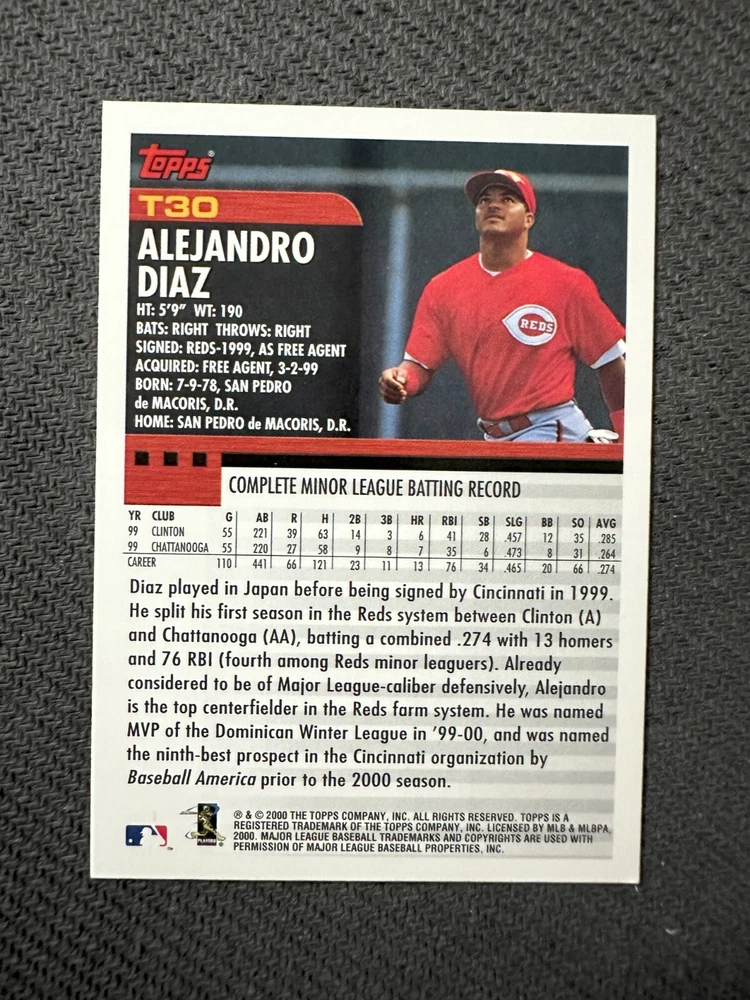 Topps®
T30
ALEJANDRO
DIAZ
HT: 5'9" WT: 190
BATS: RIGHT THROWS: RIGHT
SIGNED: REDS-1999, AS FREE AGENT
ACQUIRED: FREE AGENT, 3-2-99
BORN: 7-9-78, SAN PEDRO
de MACORIS, D.R.
HOME: SAN PEDRO de MACORIS, D.R.
REDS
COMPLETE MINOR LEAGUE BATTING RECORD
YR CLUB G AB R H 2B 3B HR RBI SB SLG BB SO AVG
99 CLINTON 55 221 39 63 14 3 6 41 28 .457 12 35 .285
99 CHATTANOOGA 55 220 27 58 9 8 7 35 6 .473 8 31 .264
CAREER 110 441 66 121 23 11 13 76 34 .465 20 66 .274
Diaz played in Japan before being signed by Cincinnati in 1999.
He split his first season in the Reds system between Clinton (A)
and Chattanooga (AA), batting a combined .274 with 13 homers
and 76 RBI (fourth among Reds minor leaguers). Already
considered to be of Major League-caliber defensively, Alejandro
is the top centerfielder in the Reds farm system. He was named
MVP of the Dominican Winter League in '99-00, and was named
the ninth-best prospect in the Cincinnati organization by
Baseball America prior to the 2000 season.
® & © 2000 THE TOPPS COMPANY, INC. ALL RIGHTS RESERVED. TOPPS IS A
REGISTERED TRADEMARK OF THE TOPPS COMPANY, INC. LICENSED BY MLB & MLBPA,
2000. MAJOR LEAGUE BASEBALL TRADEMARKS AND COPYRIGHTS ARE USED WITH
PERMISSION OF MAJOR LEAGUE BASEBALL PROPERTIES, INC.